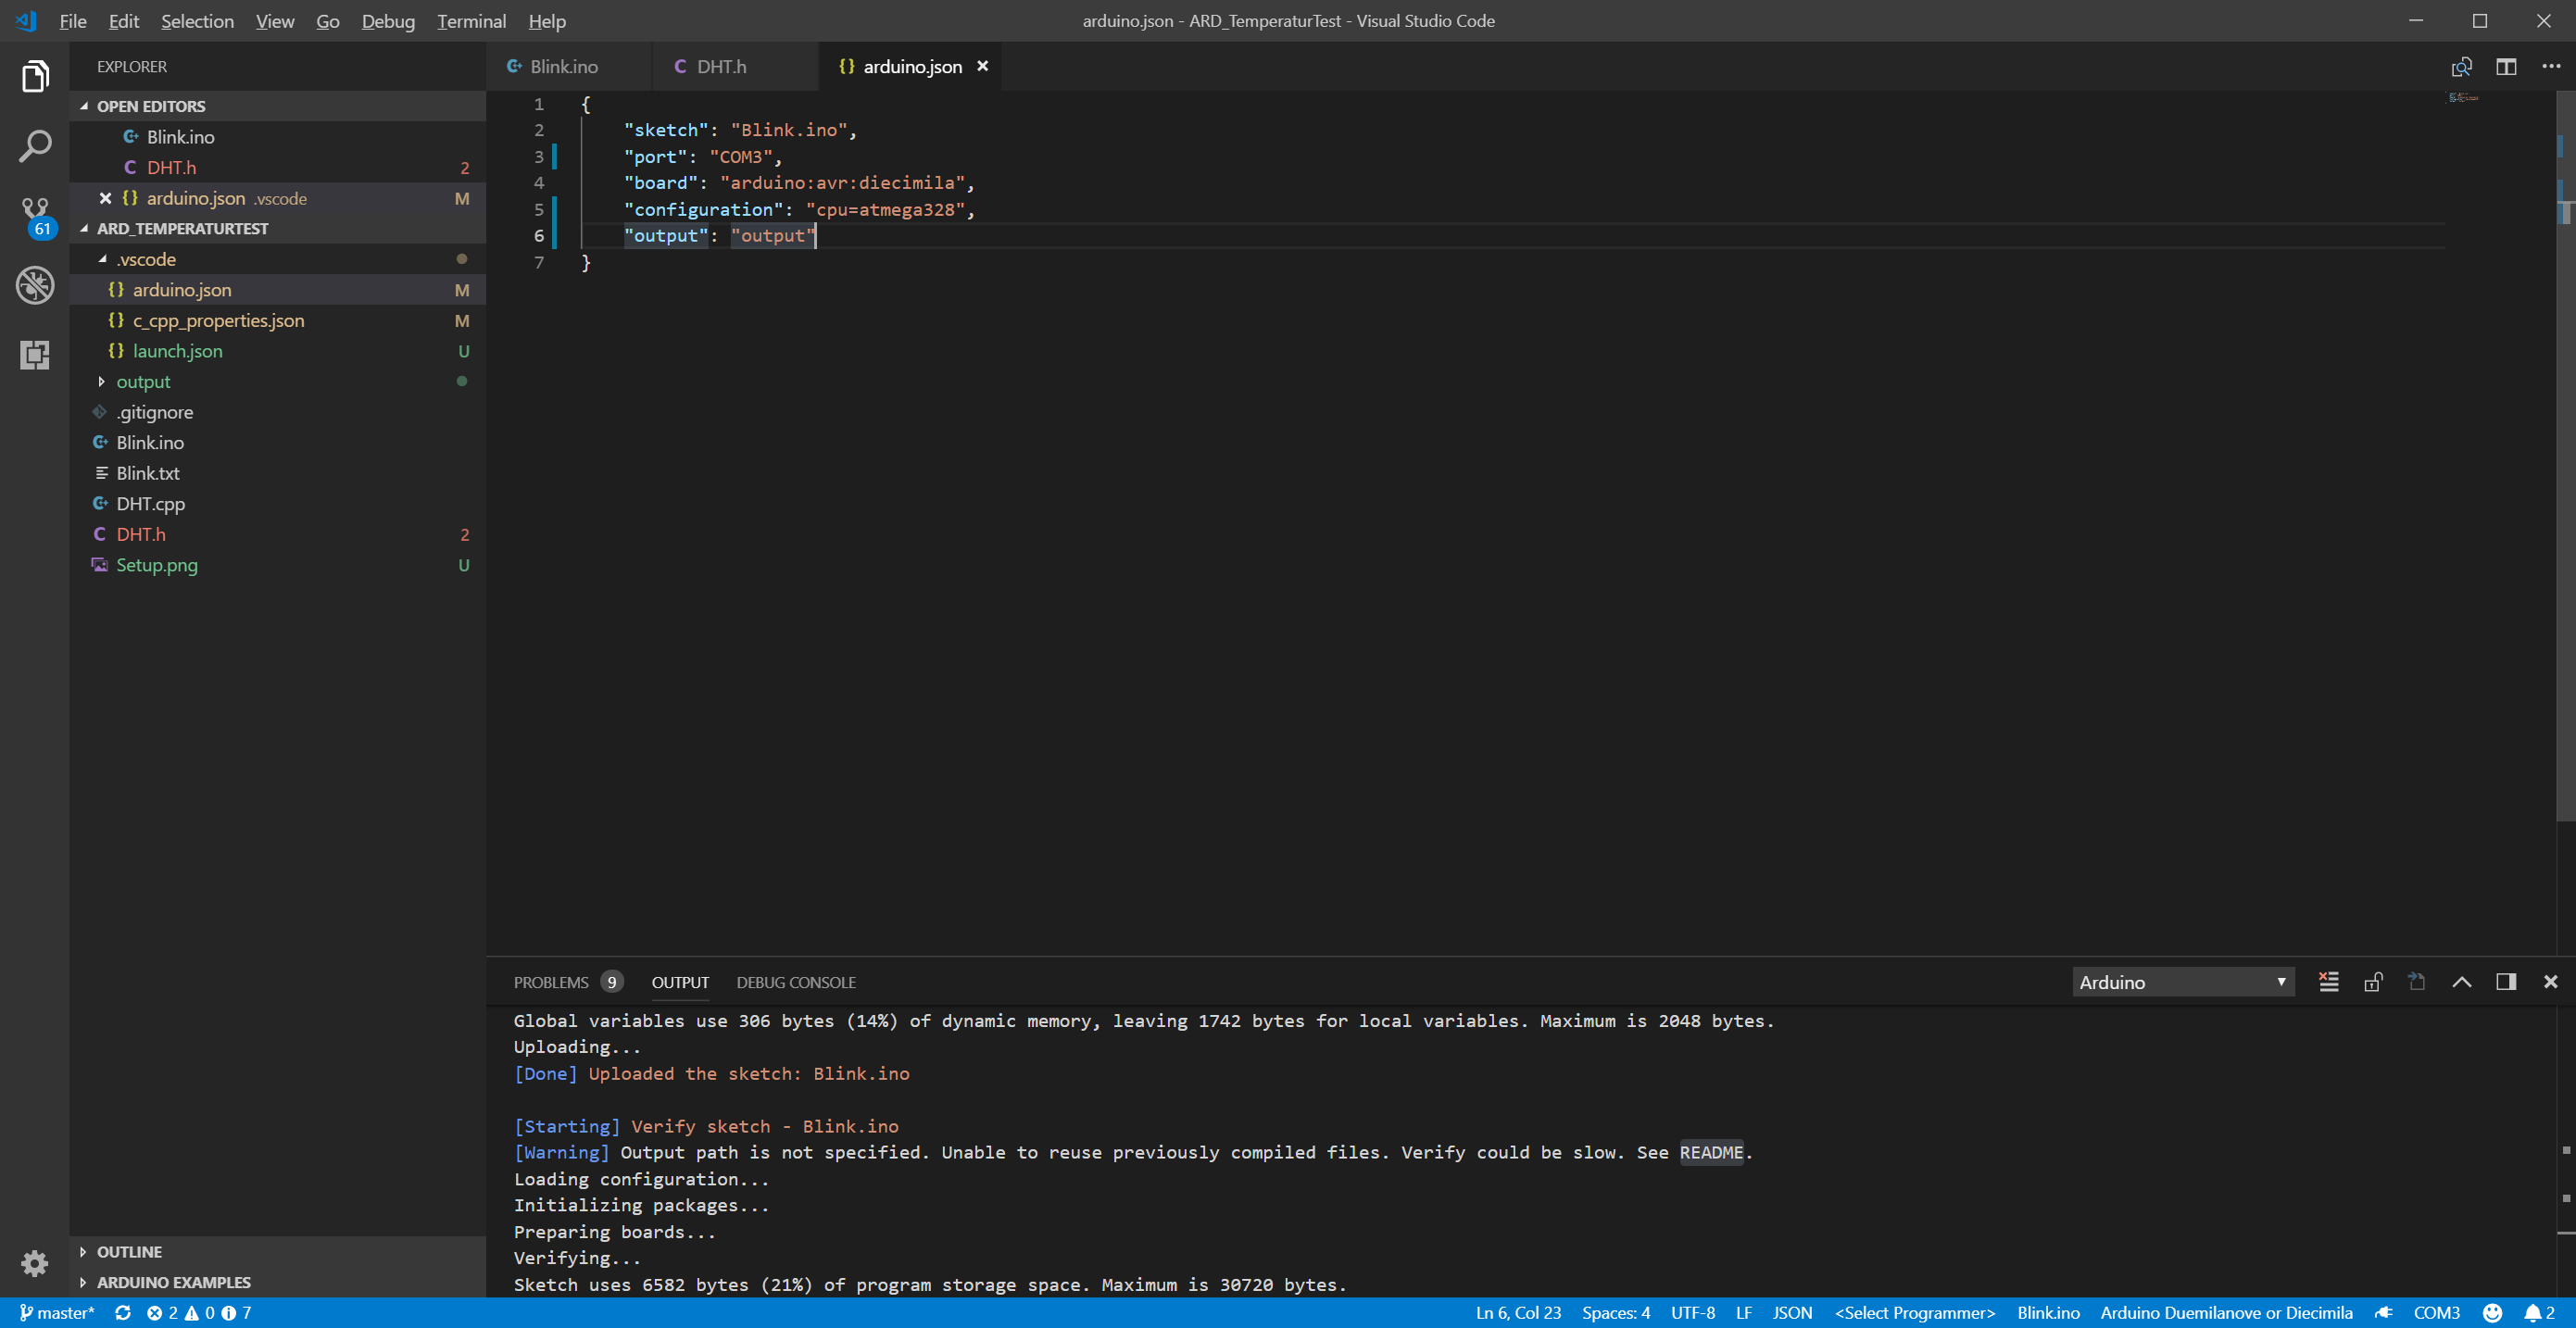 File Edit Selection View Go Debug Terminal Help
arduino.json - ARD_TemperaturTest - Visual Studio Code
EXPLORER
OPEN EDITORS
Blink.ino
DHT.h 2
arduino.json .vscode M
ARD_TEMPERATURTEST
.vscode
arduino.json M
c_cpp_properties.json M
launch.json U
output
.gitignore
Blink.ino
Blink.txt
DHT.cpp
DHT.h 2
Setup.png U
OUTLINE
ARDUINO EXAMPLES
61
Blink.ino DHT.h arduino.json
1 {
2 "sketch": "Blink.ino",
3 "port": "COM3",
4 "board": "arduino:avr:diecimila",
5 "configuration": "cpu=atmega328",
6 "output": "output"
7 }
PROBLEMS 9 OUTPUT DEBUG CONSOLE Arduino
Global variables use 306 bytes (14%) of dynamic memory, leaving 1742 bytes for local variables. Maximum is 2048 bytes.
Uploading...
[Done] Uploaded the sketch: Blink.ino
[Starting] Verify sketch - Blink.ino
[Warning] Output path is not specified. Unable to reuse previously compiled files. Verify could be slow. See README.
Loading configuration...
Initializing packages...
Preparing boards...
Verifying...
Sketch uses 6582 bytes (21%) of program storage space. Maximum is 30720 bytes.
master* 2 0 7 Ln 6, Col 23 Spaces: 4 UTF-8 LF JSON <Select Programmer> Blink.ino Arduino Duemilanove or Diecimila COM3 2